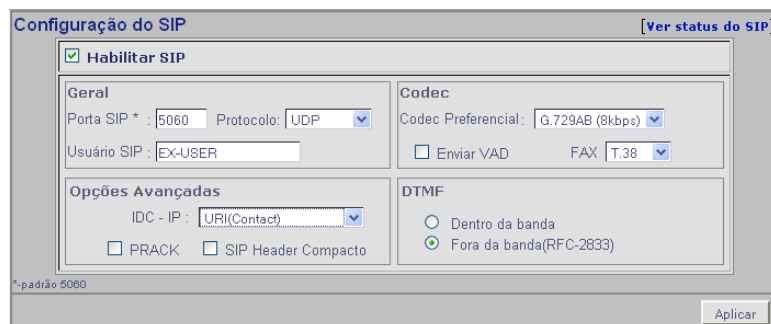 Configuração do SIP [Ver status do SIP]
Habilitar SIP
Geral
Porta SIP * : 5060 Protocolo: UDP
Usuário SIP : EX-USER
Codec
Codec Preferencial : G.729AB (8kbps)
Enviar VAD FAX T.38
Opções Avançadas
IDC - IP : URI(Contact)
PRACK SIP Header Compacto
DTMF
Dentro da banda
Fora da banda(RFC-2833)
*-padrão 5060
Aplicar